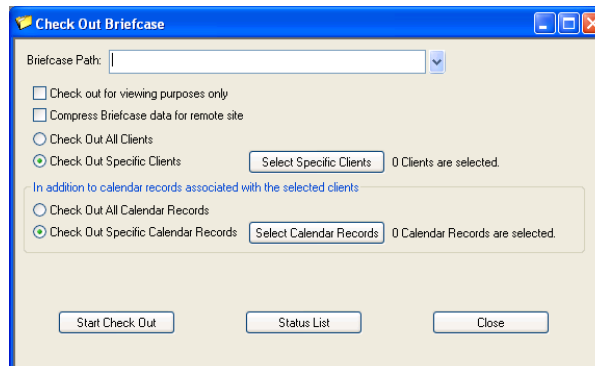 Check Out Briefcase
Briefcase Path:
Check out for viewing purposes only
Compress Briefcase data for remote site
Check Out All Clients
Check Out Specific Clients Select Specific Clients 0 Clients are selected.
In addition to calendar records associated with the selected clients
Check Out All Calendar Records
Check Out Specific Calendar Records Select Calendar Records 0 Calendar Records are selected.
Start Check Out Status List Close